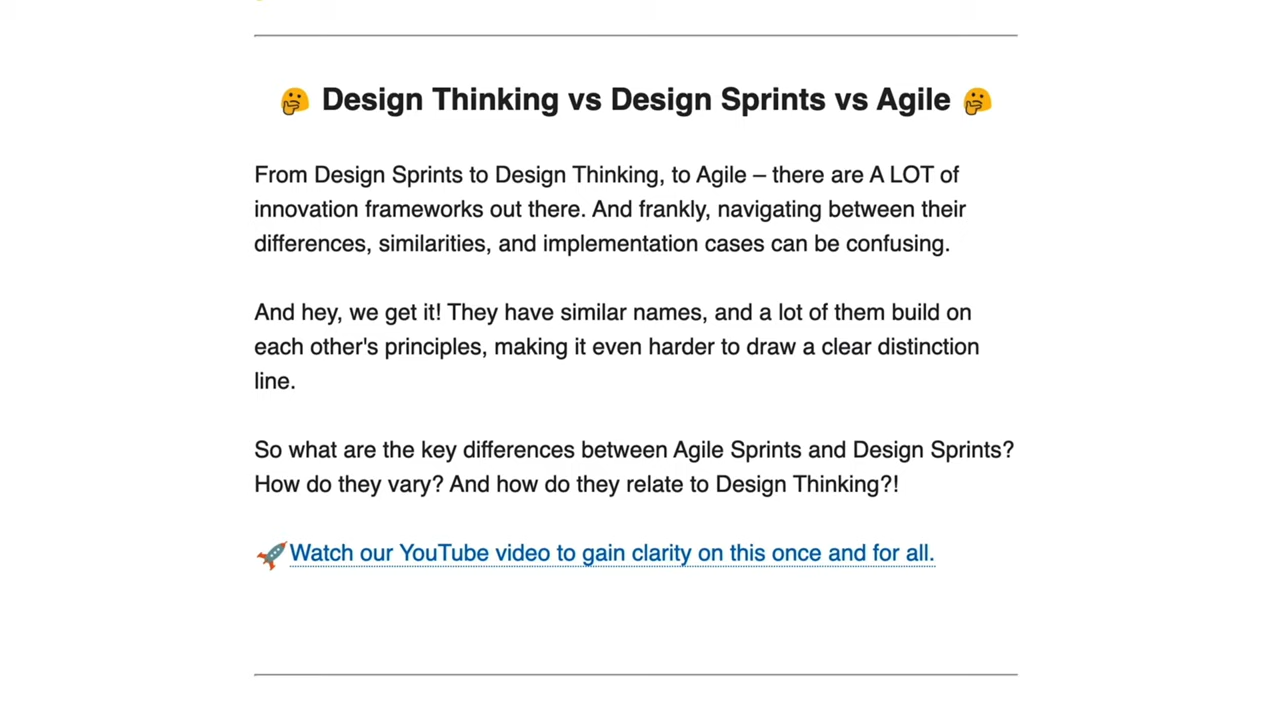 🤔 Design Thinking vs Design Sprints vs Agile 🤔
From Design Sprints to Design Thinking, to Agile – there are A LOT of
innovation frameworks out there. And frankly, navigating between their
differences, similarities, and implementation cases can be confusing.
And hey, we get it! They have similar names, and a lot of them build on
each other's principles, making it even harder to draw a clear distinction
line.
So what are the key differences between Agile Sprints and Design Sprints?
How do they vary? And how do they relate to Design Thinking?!
🚀Watch our YouTube video to gain clarity on this once and for all.